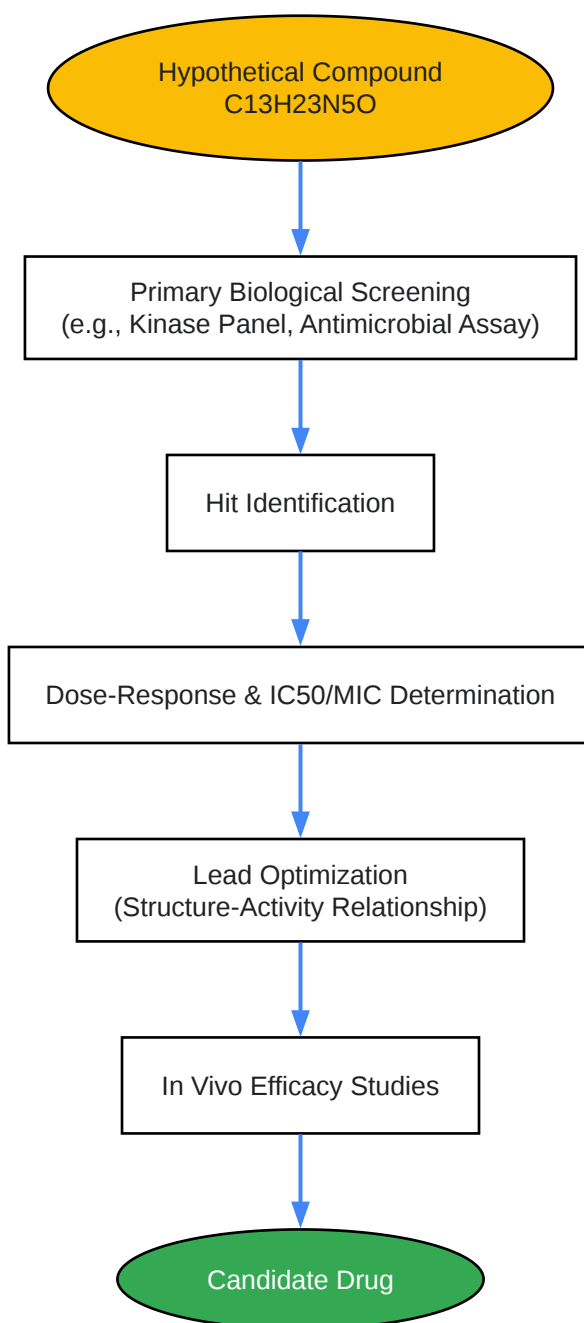 Hypothetical Compound
C13H23N5O
Primary Biological Screening
(e.g., Kinase Panel, Antimicrobial Assay)
Hit Identification
Dose-Response & IC50/MIC Determination
Lead Optimization
(Structure-Activity Relationship)
In Vivo Efficacy Studies
Candidate Drug